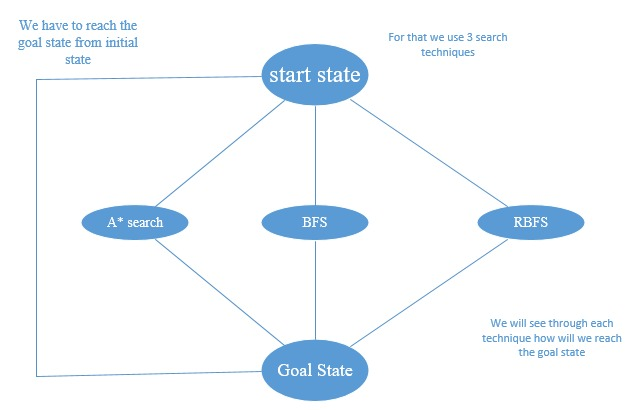 We have to reach the
goal state from initial
state
For that we use 3 search
techniques
start state
A* search
BFS
RBFS
We will see through each
technique how will we reach
the goal state
Goal State